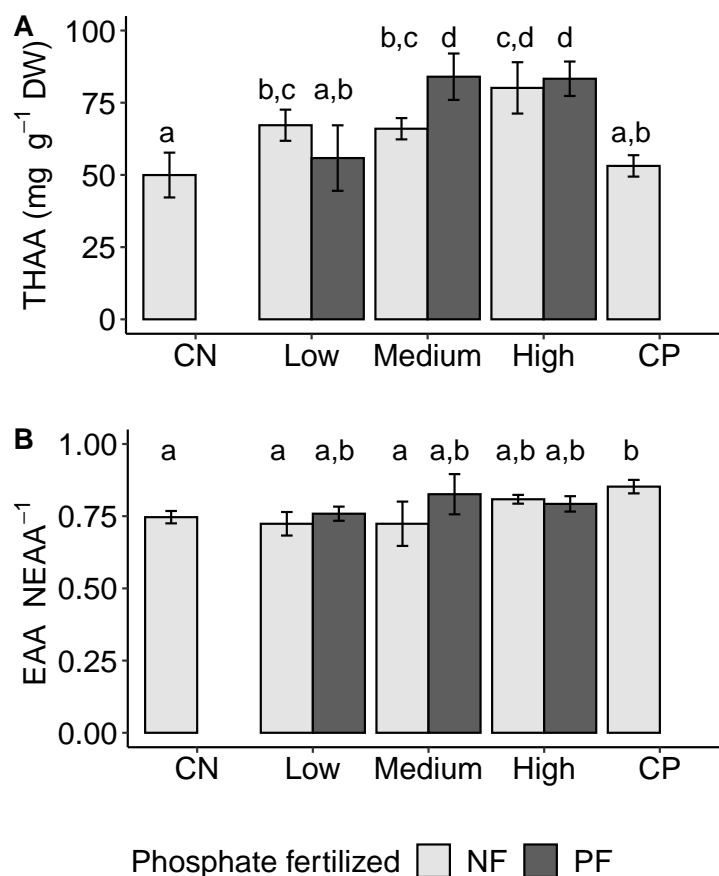 A
THAA (mg g⁻¹ DW)
100
75
50
25
0
a
b,c
a,b
b,c
d
c,d
d
a,b
CN Low Medium High CP
B
EAA NEAA⁻¹
1.00
0.75
0.50
0.25
0.00
a
a
a,b
a
a,b
a,b
a,b
b
CN Low Medium High CP
Phosphate fertilized NF PF